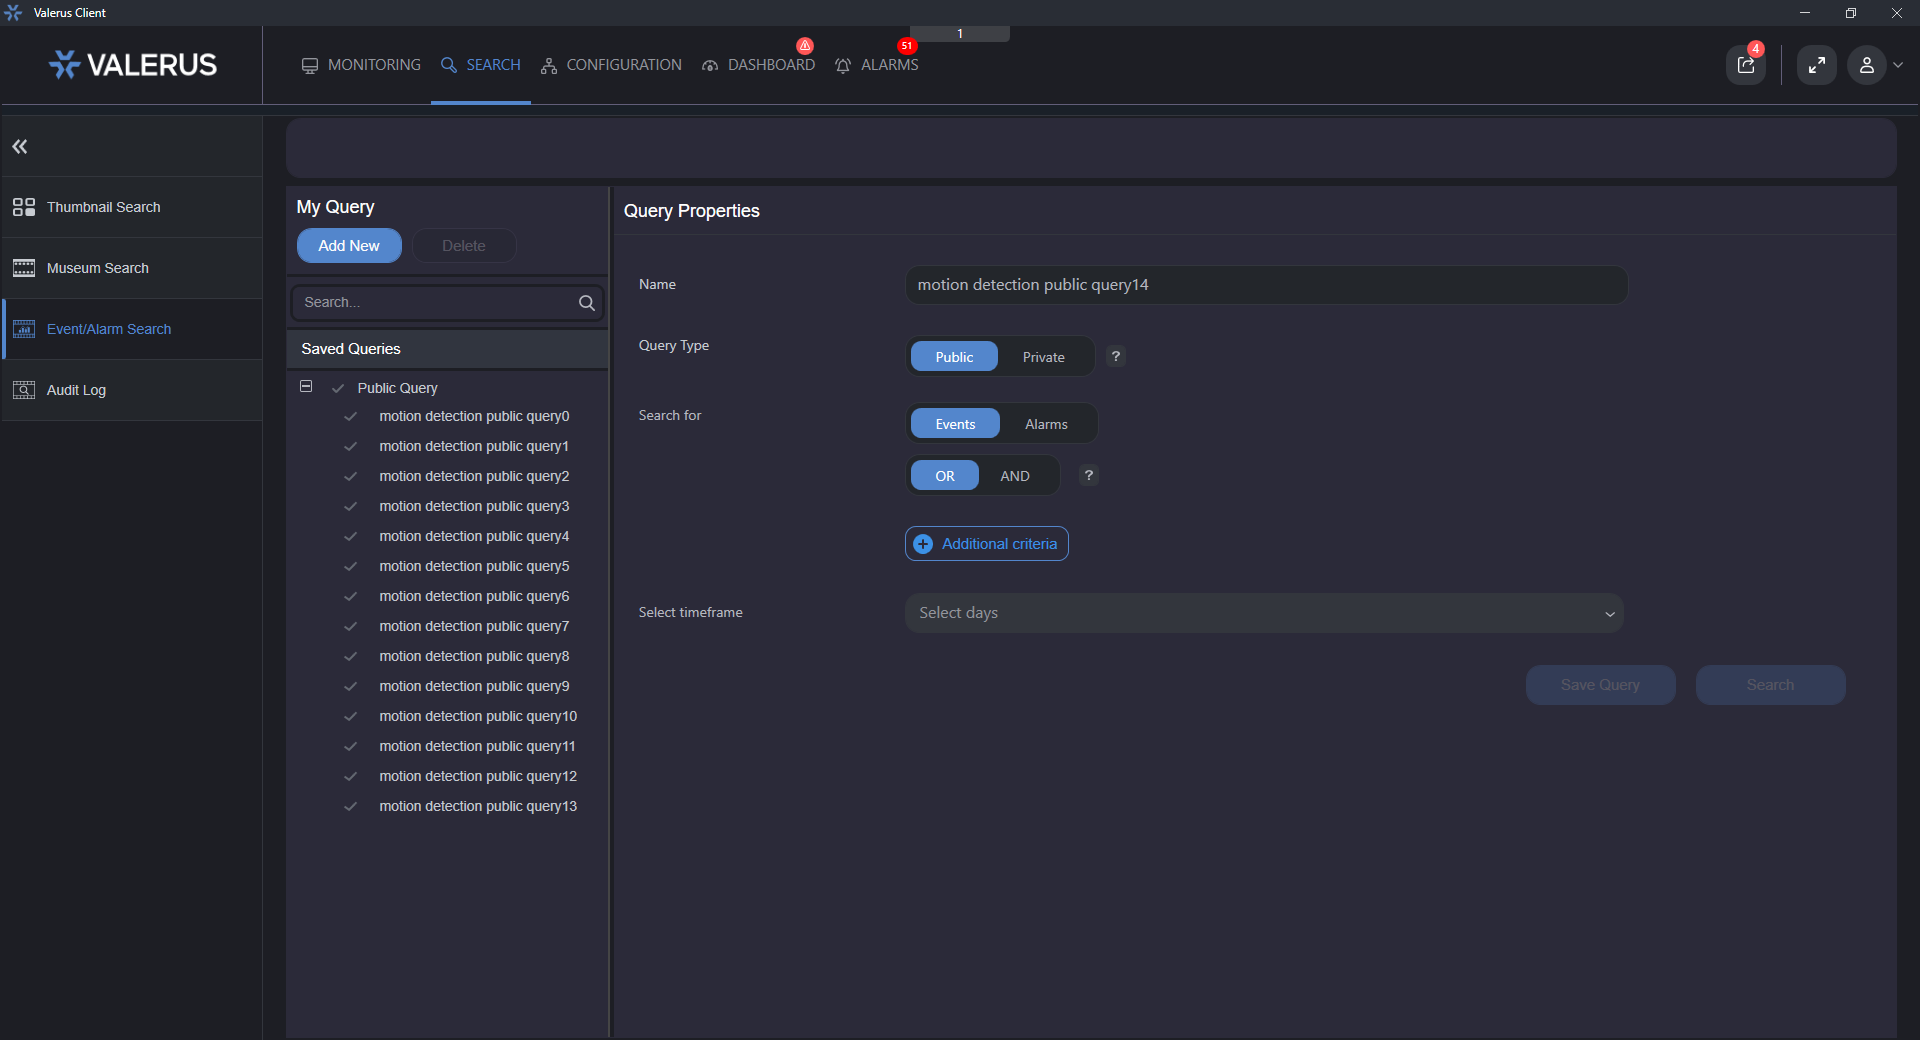 Valerus Client
VALERUS
MONITORING
SEARCH
CONFIGURATION
DASHBOARD
51
ALARMS
1
4
Thumbnail Search
Museum Search
Event/Alarm Search
Audit Log
My Query
Add New
Delete
Search...
Saved Queries
Public Query
motion detection public query0
motion detection public query1
motion detection public query2
motion detection public query3
motion detection public query4
motion detection public query5
motion detection public query6
motion detection public query7
motion detection public query8
motion detection public query9
motion detection public query10
motion detection public query11
motion detection public query12
motion detection public query13
Query Properties
Name
motion detection public query14
Query Type
Public
Private
?
Search for
Events
Alarms
OR
AND
?
Additional criteria
Select timeframe
Select days
Save Query
Search